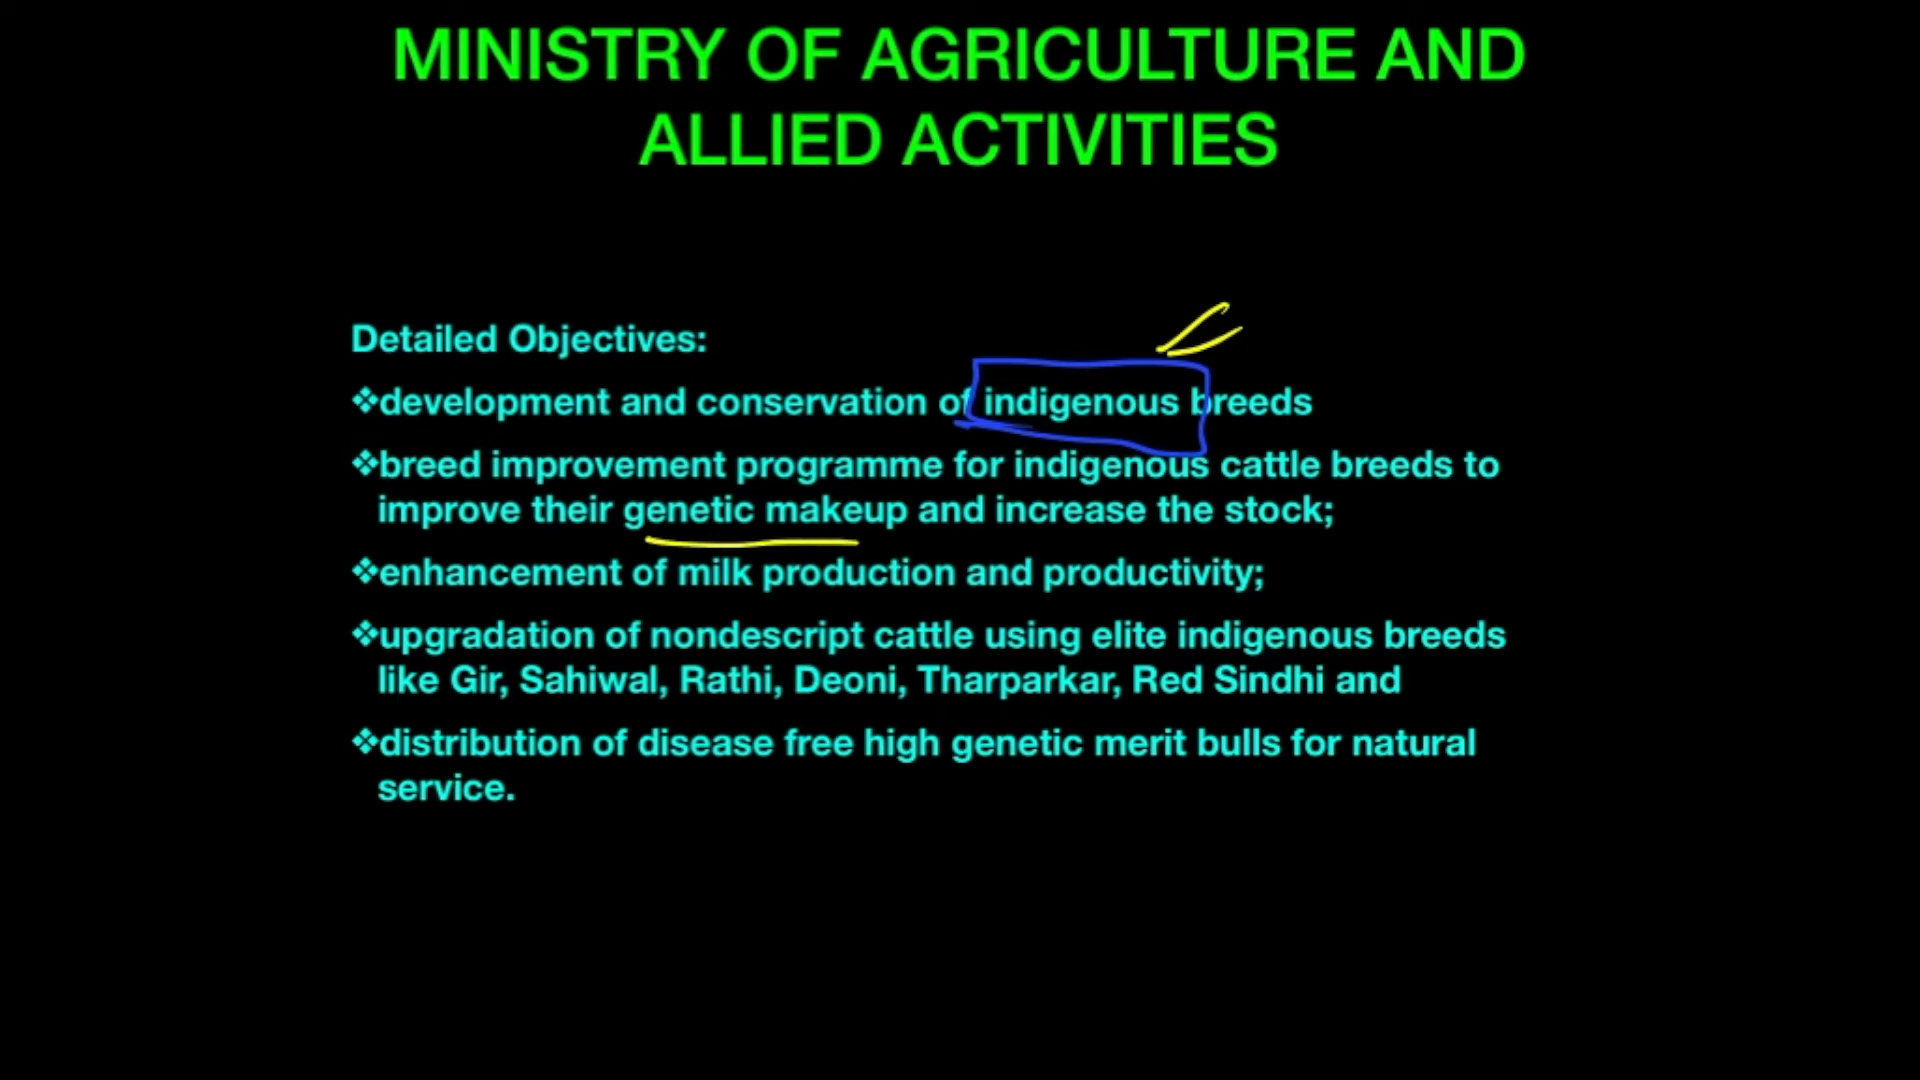 MINISTRY OF AGRICULTURE AND
ALLIED ACTIVITIES
Detailed Objectives:
❖development and conservation of indigenous breeds
❖breed improvement programme for indigenous cattle breeds to
improve their genetic makeup and increase the stock;
❖enhancement of milk production and productivity;
❖upgradation of nondescript cattle using elite indigenous breeds
like Gir, Sahiwal, Rathi, Deoni, Tharparkar, Red Sindhi and
❖distribution of disease free high genetic merit bulls for natural
service.